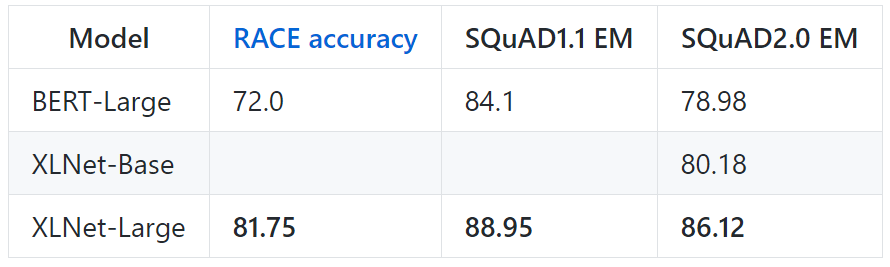 Model RACE accuracy SQuAD1.1 EM SQuAD2.0 EM
BERT-Large 72.0 84.1 78.98
XLNet-Base 80.18
XLNet-Large 81.75 88.95 86.12